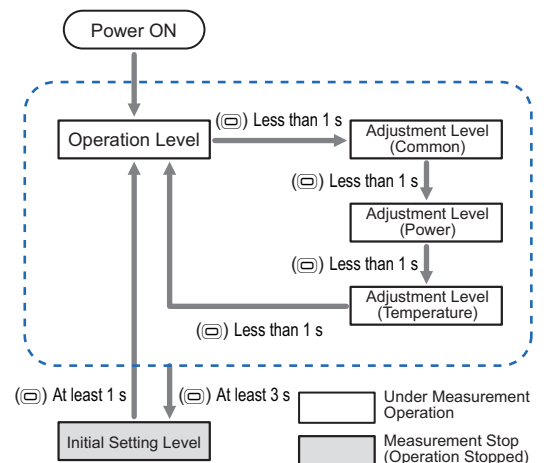 Power ON
Operation Level
( ) Less than 1 s
Adjustment Level
(Common)
( ) Less than 1 s
Adjustment Level
(Power)
( ) Less than 1 s
Adjustment Level
(Temperature)
( ) Less than 1 s
( ) At least 1 s
( ) At least 3 s
Initial Setting Level
Under Measurement
Operation
Measurement Stop
(Operation Stopped)